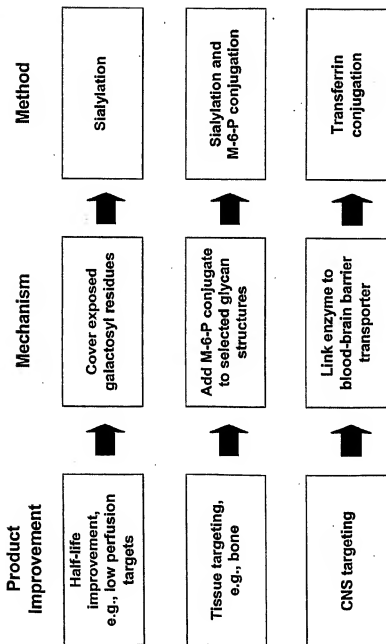 Product
Improvement
Mechanism
Method
Half-life
improvement,
e.g., low perfusion
targets
Cover exposed
galactosyl residues
Sialylation
Tissue targeting,
e.g., bone
Add M-6-P conjugate
to selected glycan
structures
Sialylation and
M-6-P conjugation
CNS targeting
Link enzyme to
blood-brain barrier
transporter
Transferrin
conjugation